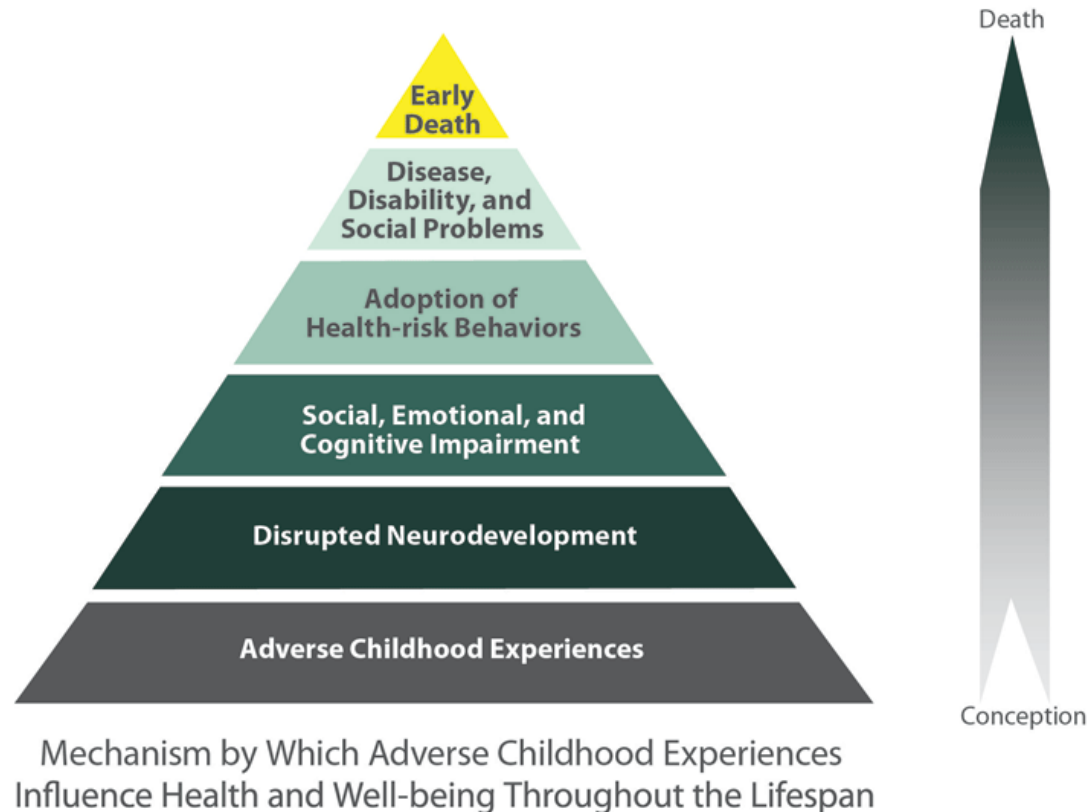 Death
Early
Death
Disease,
Disability, and
Social Problems
Adoption of
Health-risk Behaviors
Social, Emotional, and
Cognitive Impairment
Disrupted Neurodevelopment
Adverse Childhood Experiences
Conception
Mechanism by Which Adverse Childhood Experiences
Influence Health and Well-being Throughout the Lifespan